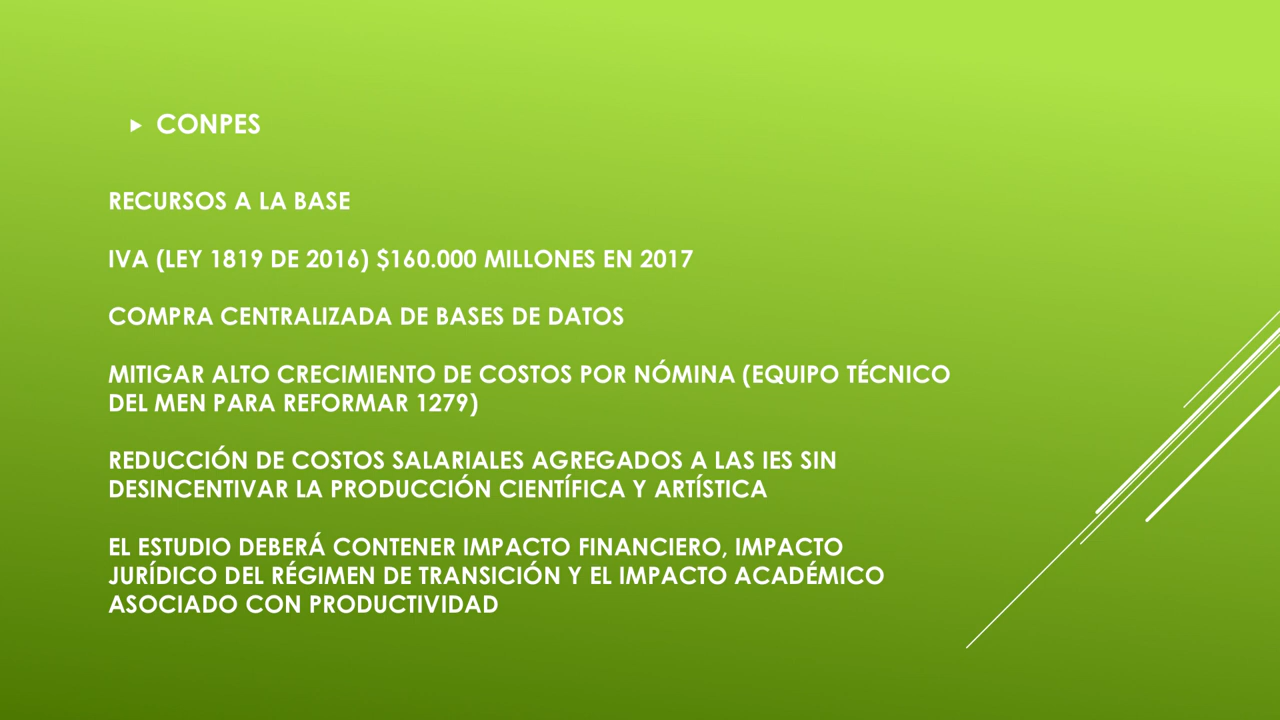 CONPES
RECURSOS A LA BASE
IVA (LEY 1819 DE 2016) $160.000 MILLONES EN 2017
COMPRA CENTRALIZADA DE BASES DE DATOS
MITIGAR ALTO CRECIMIENTO DE COSTOS POR NÓMINA (EQUIPO TÉCNICO
DEL MEN PARA REFORMAR 1279)
REDUCCIÓN DE COSTOS SALARIALES AGREGADOS A LAS IES SIN
DESINCENTIVAR LA PRODUCCIÓN CIENTÍFICA Y ARTÍSTICA
EL ESTUDIO DEBERÁ CONTENER IMPACTO FINANCIERO, IMPACTO
JURÍDICO DEL RÉGIMEN DE TRANSICIÓN Y EL IMPACTO ACADÉMICO
ASOCIADO CON PRODUCTIVIDAD